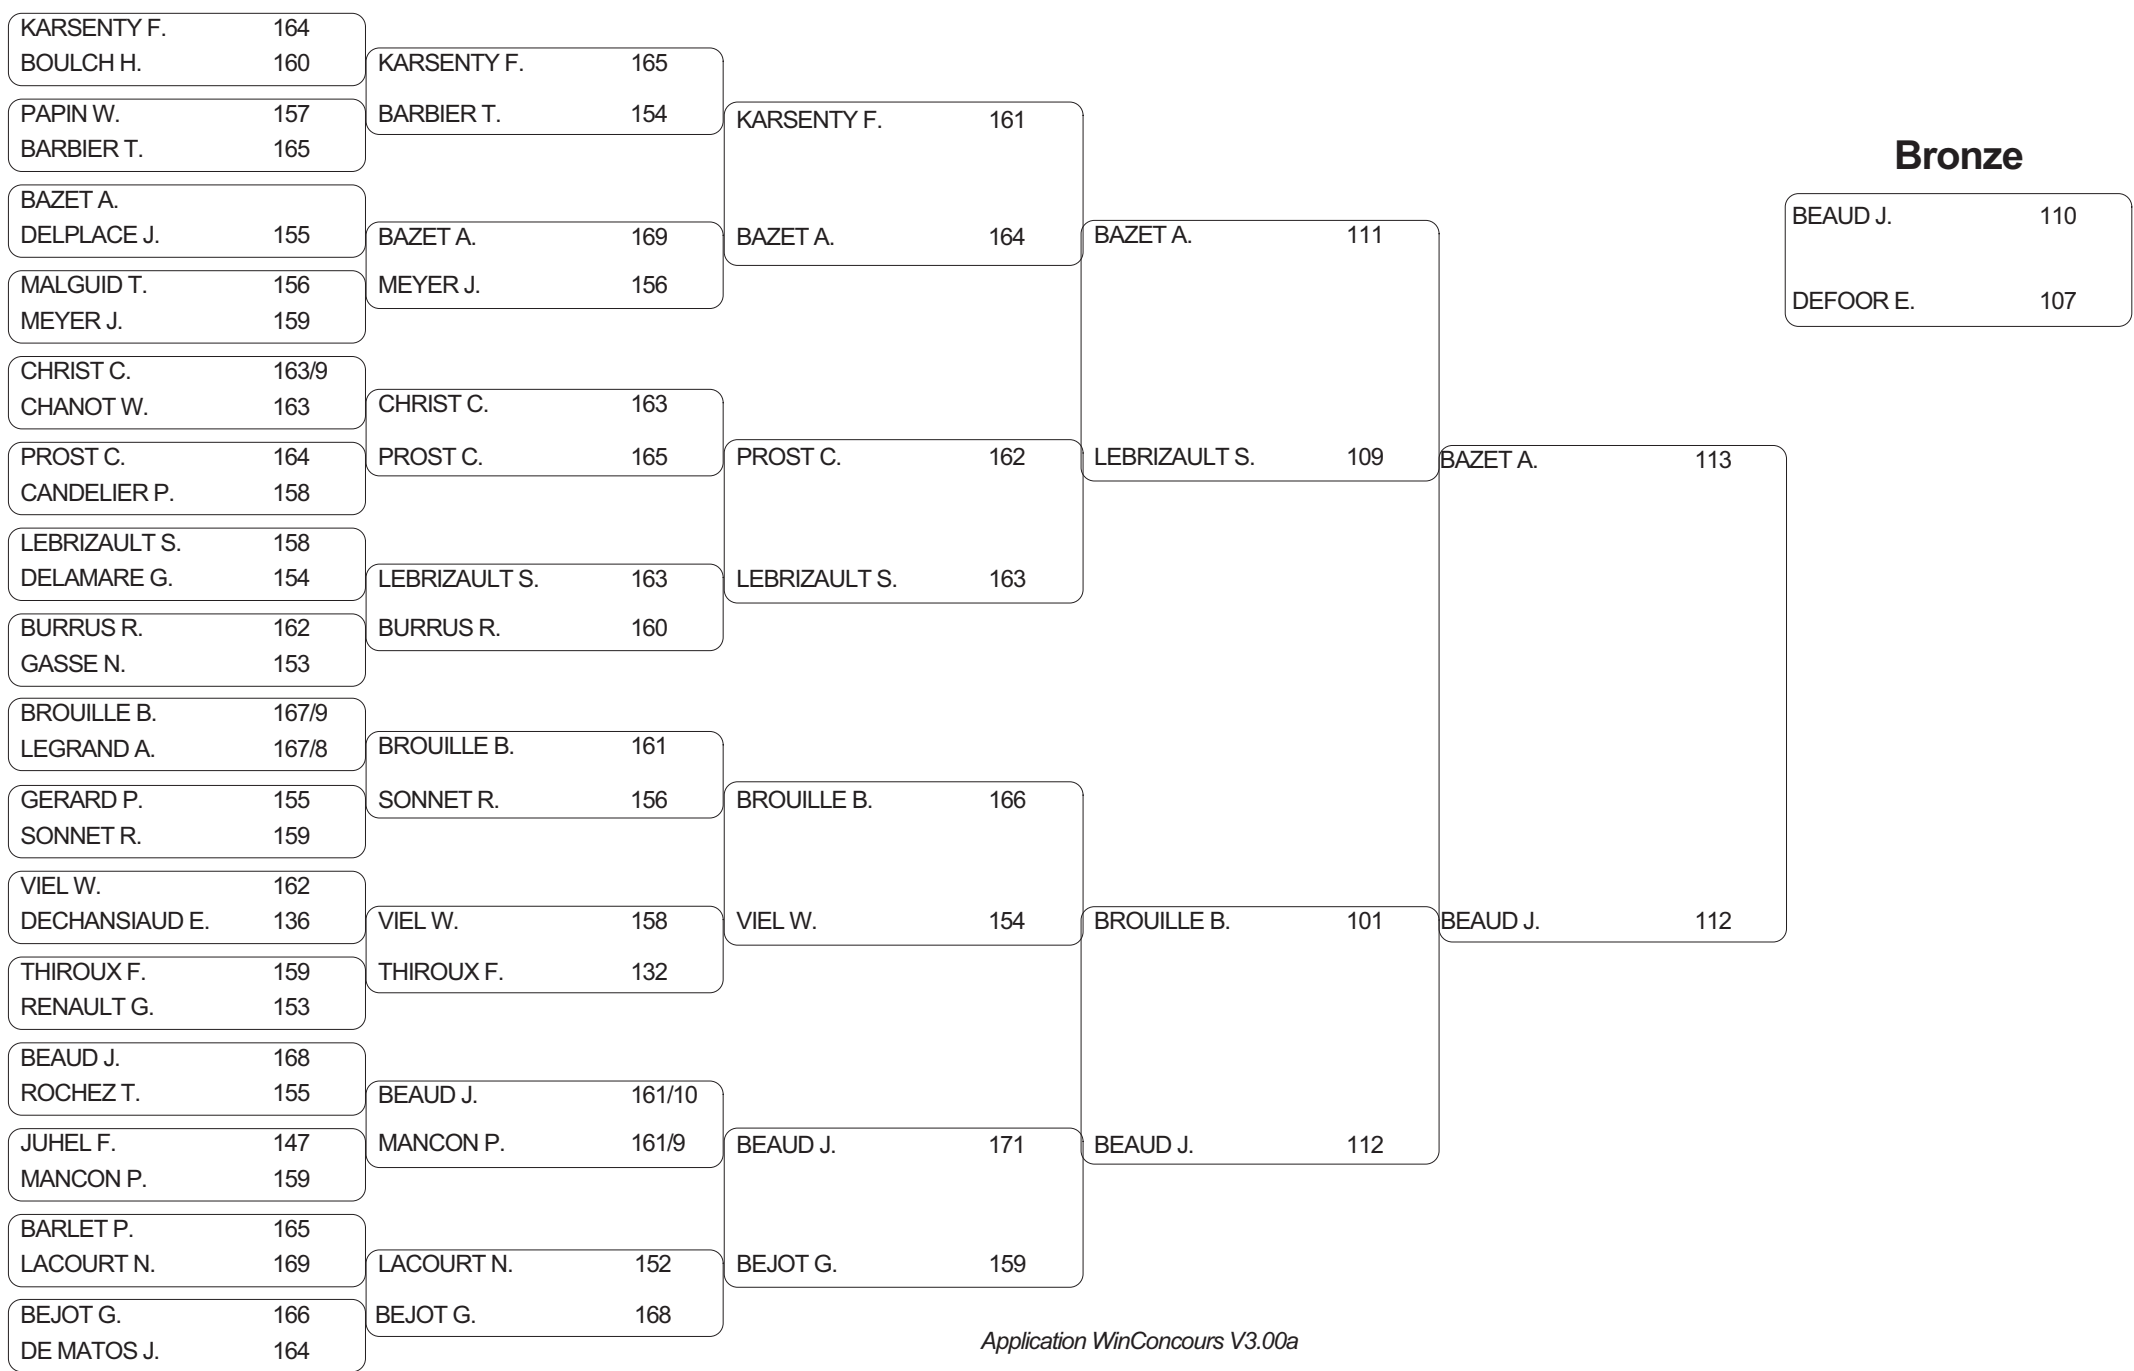 KARSENTY F. 164
BOULCH H. 160
PAPIN W. 157
BARBIER T. 165
BAZET A.
DELPLACE J. 155
MALGUID T. 156
MEYER J. 159
CHRIST C. 163/9
CHANOT W. 163
PROST C. 164
CANDELIER P. 158
LEBRIZAULT S. 158
DELAMARE G. 154
BURRUS R. 162
GASSE N. 153
BROUILLE B. 167/9
LEGRAND A. 167/8
GERARD P. 155
SONNET R. 159
VIEL W. 162
DECHANSIAUD E. 136
THIROUX F. 159
RENAULT G. 153
BEAUD J. 168
ROCHEZ T. 155
JUHEL F. 147
MANCON P. 159
BARLET P. 165
LACOURT N. 169
BEJOT G. 166
DE MATOS J. 164
KARSENTY F. 165
BARBIER T. 154
BAZET A. 169
MEYER J. 156
CHRIST C. 163
PROST C. 165
LEBRIZAULT S. 163
BURRUS R. 160
BROUILLE B. 161
SONNET R. 156
VIEL W. 158
THIROUX F. 132
BEAUD J. 161/10
MANCON P. 161/9
LACOURT N. 152
BEJOT G. 168
KARSENTY F. 161
BAZET A. 164
PROST C. 162
LEBRIZAULT S. 163
BROUILLE B. 166
VIEL W. 154
BEAUD J. 171
BEJOT G. 159
BAZET A. 111
LEBRIZAULT S. 109
BROUILLE B. 101
BEAUD J. 112
BAZET A. 113
BEAUD J. 112
Bronze
BEAUD J. 110
DEFOOR E. 107
Application WinConcours V3.00a